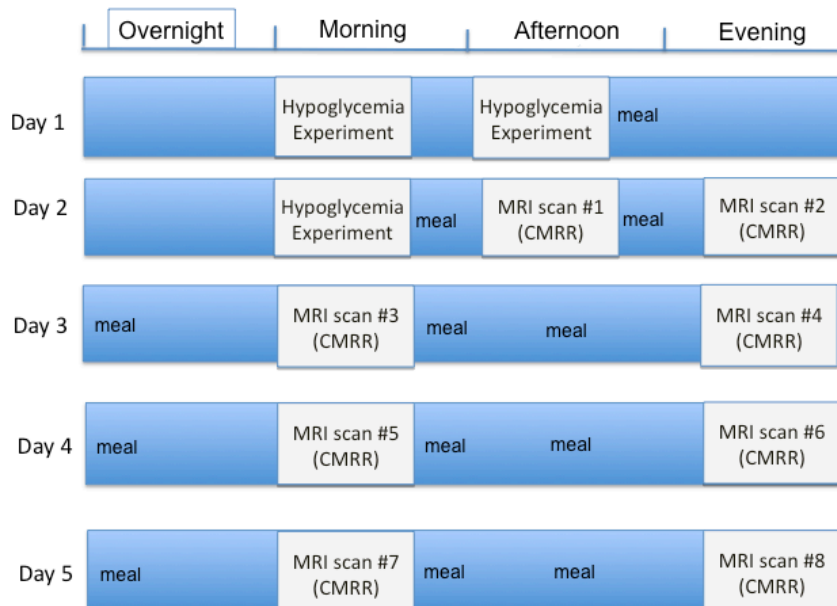 Overnight Morning Afternoon Evening
Day 1
Hypoglycemia
Experiment
Hypoglycemia
Experiment
meal
Day 2
Hypoglycemia
Experiment
meal
MRI scan #1
(CMRR)
meal
MRI scan #2
(CMRR)
Day 3
meal
MRI scan #3
(CMRR)
meal
meal
MRI scan #4
(CMRR)
Day 4
meal
MRI scan #5
(CMRR)
meal
meal
MRI scan #6
(CMRR)
Day 5
meal
MRI scan #7
(CMRR)
meal
meal
MRI scan #8
(CMRR)